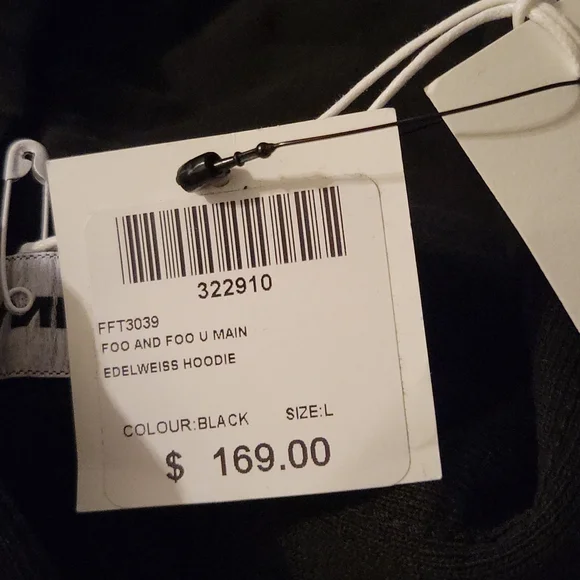 322910
FFT3039
FOO AND FOO U MAIN
EDELWEISS HOODIE
COLOUR:BLACK SIZE:L
$ 169.00